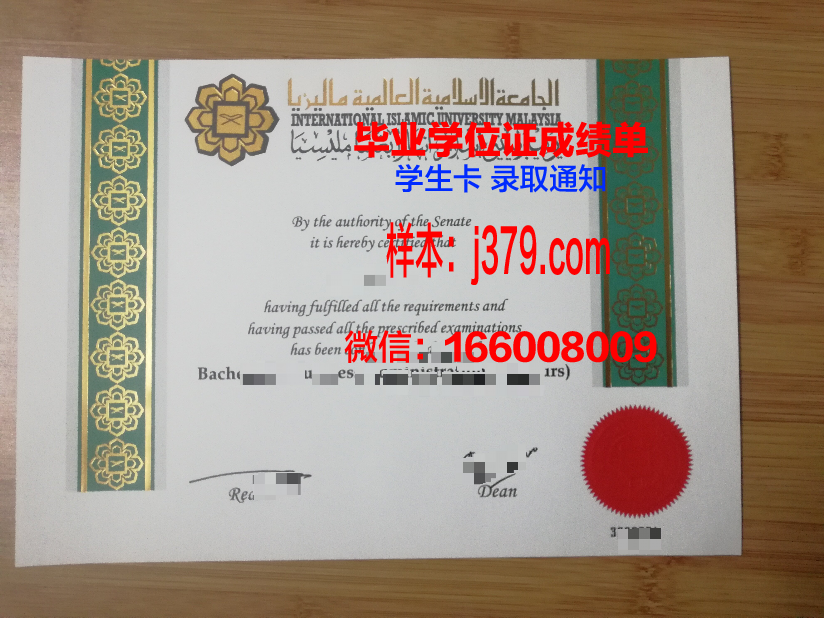 الجامعة الإسلامية العالمية ماليزيا
INTERNATIONAL ISLAMIC UNIVERSITY MALAYSIA
毕业学位证成绩单
学生卡 录取通知
By the authority of the Senate
it is hereby certified that
样本：j379.com
having fulfilled all the requirements and
having passed all the prescribed examinations
has been
微信：166008009
Dean